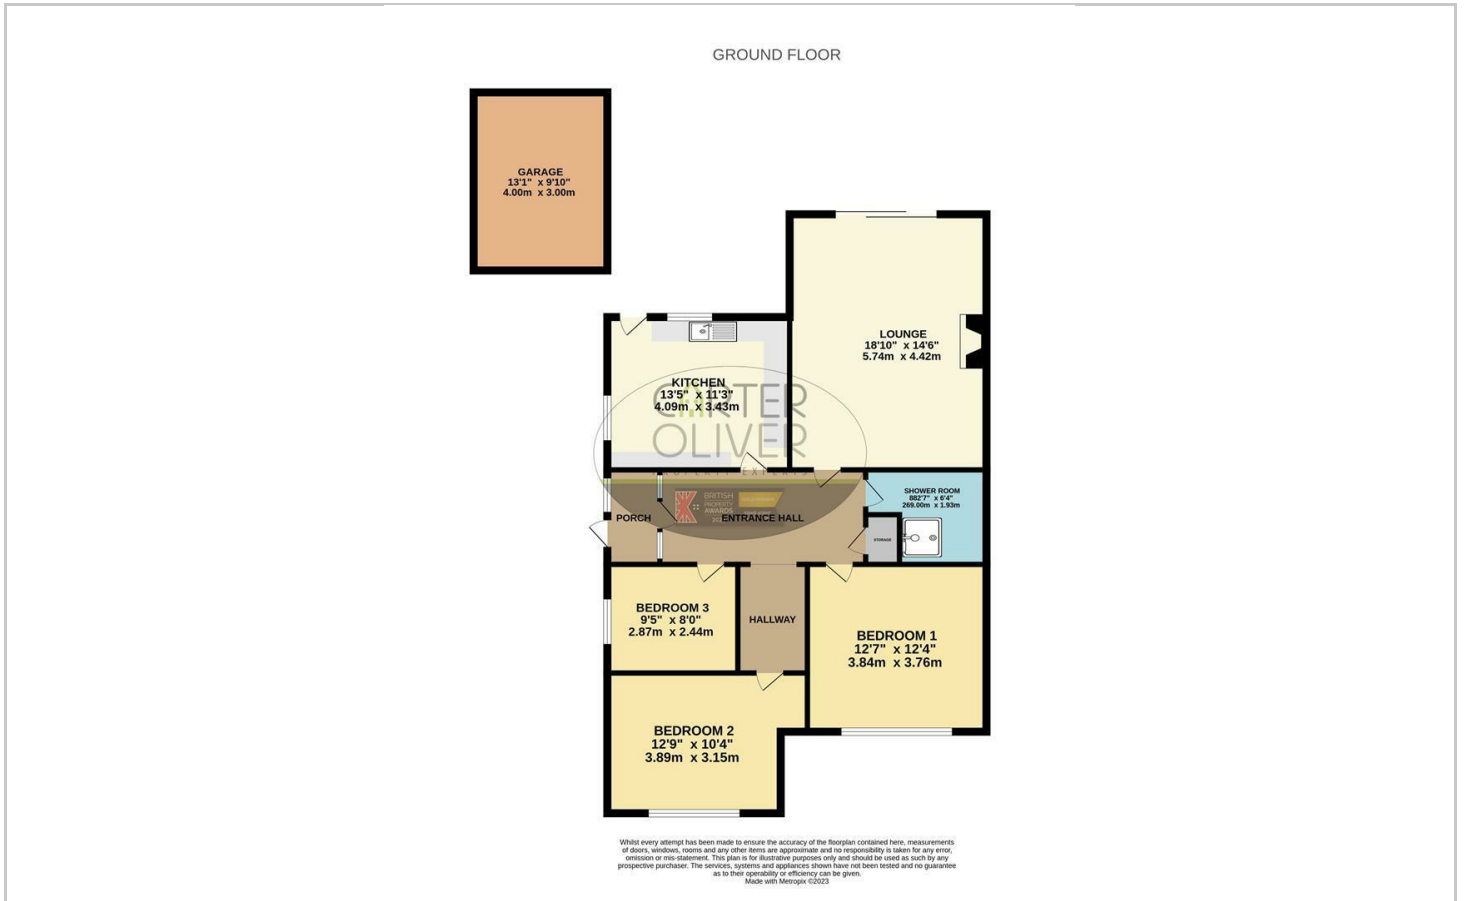 GROUND FLOOR
GARAGE
13'1" x 9'10"
4.00m x 3.00m
LOUNGE
18'10" x 14'6"
5.74m x 4.42m
KITCHEN
13'5" x 11'3"
4.09m x 3.43m
CARTER
OLIVER
PROPERTY EXPERTS
SHOWER ROOM
882'7" x 6'4"
269.00m x 1.93m
BRITISH
PROPERTY
AWARDS
PORCH
ENTRANCE HALL
STORAGE
BEDROOM 3
9'5" x 8'0"
2.87m x 2.44m
HALLWAY
BEDROOM 1
12'7" x 12'4"
3.84m x 3.76m
BEDROOM 2
12'9" x 10'4"
3.89m x 3.15m
Whilst every attempt has been made to ensure the accuracy of the floorplan contained here, measurements
of doors, windows, rooms and any other items are approximate and no responsibility is taken for any error,
omission or mis-statement. This plan is for illustrative purposes only and should be used as such by any
prospective purchaser. The services, systems and appliances shown have not been tested and no guarantee
as to their operability or efficiency can be given.
Made with Metropix ©2023